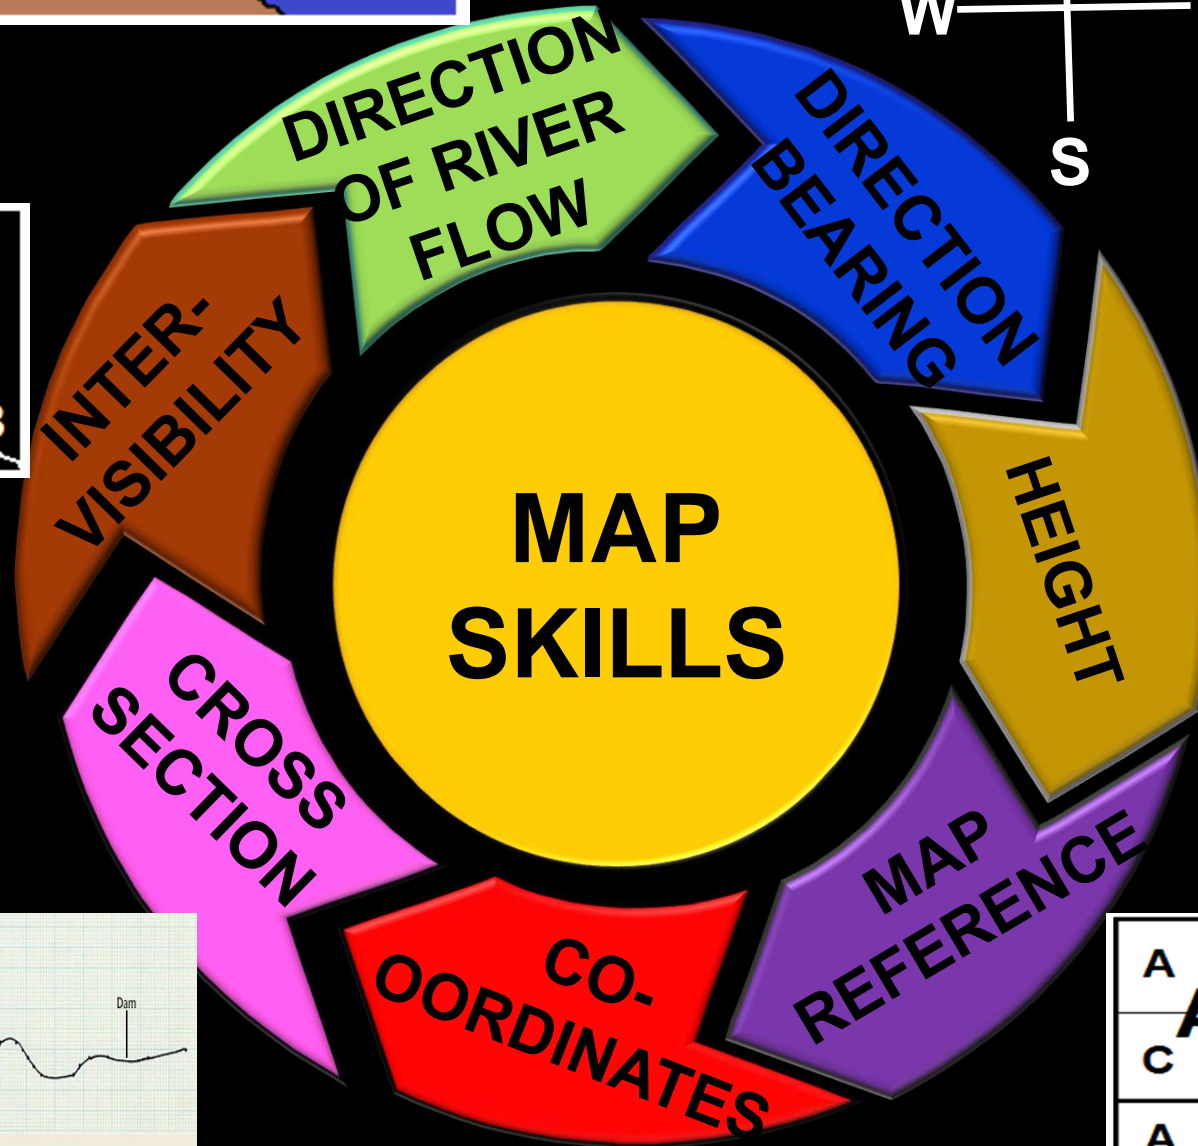 W
S
DIRECTION
OF RIVER
FLOW
DIRECTION
BEARING
INTER-
VISIBILITY
HEIGHT
MAP
SKILLS
CROSS
SECTION
MAP
REFERENCE
CO-
OORDINATES
Dam
A
A
C
A